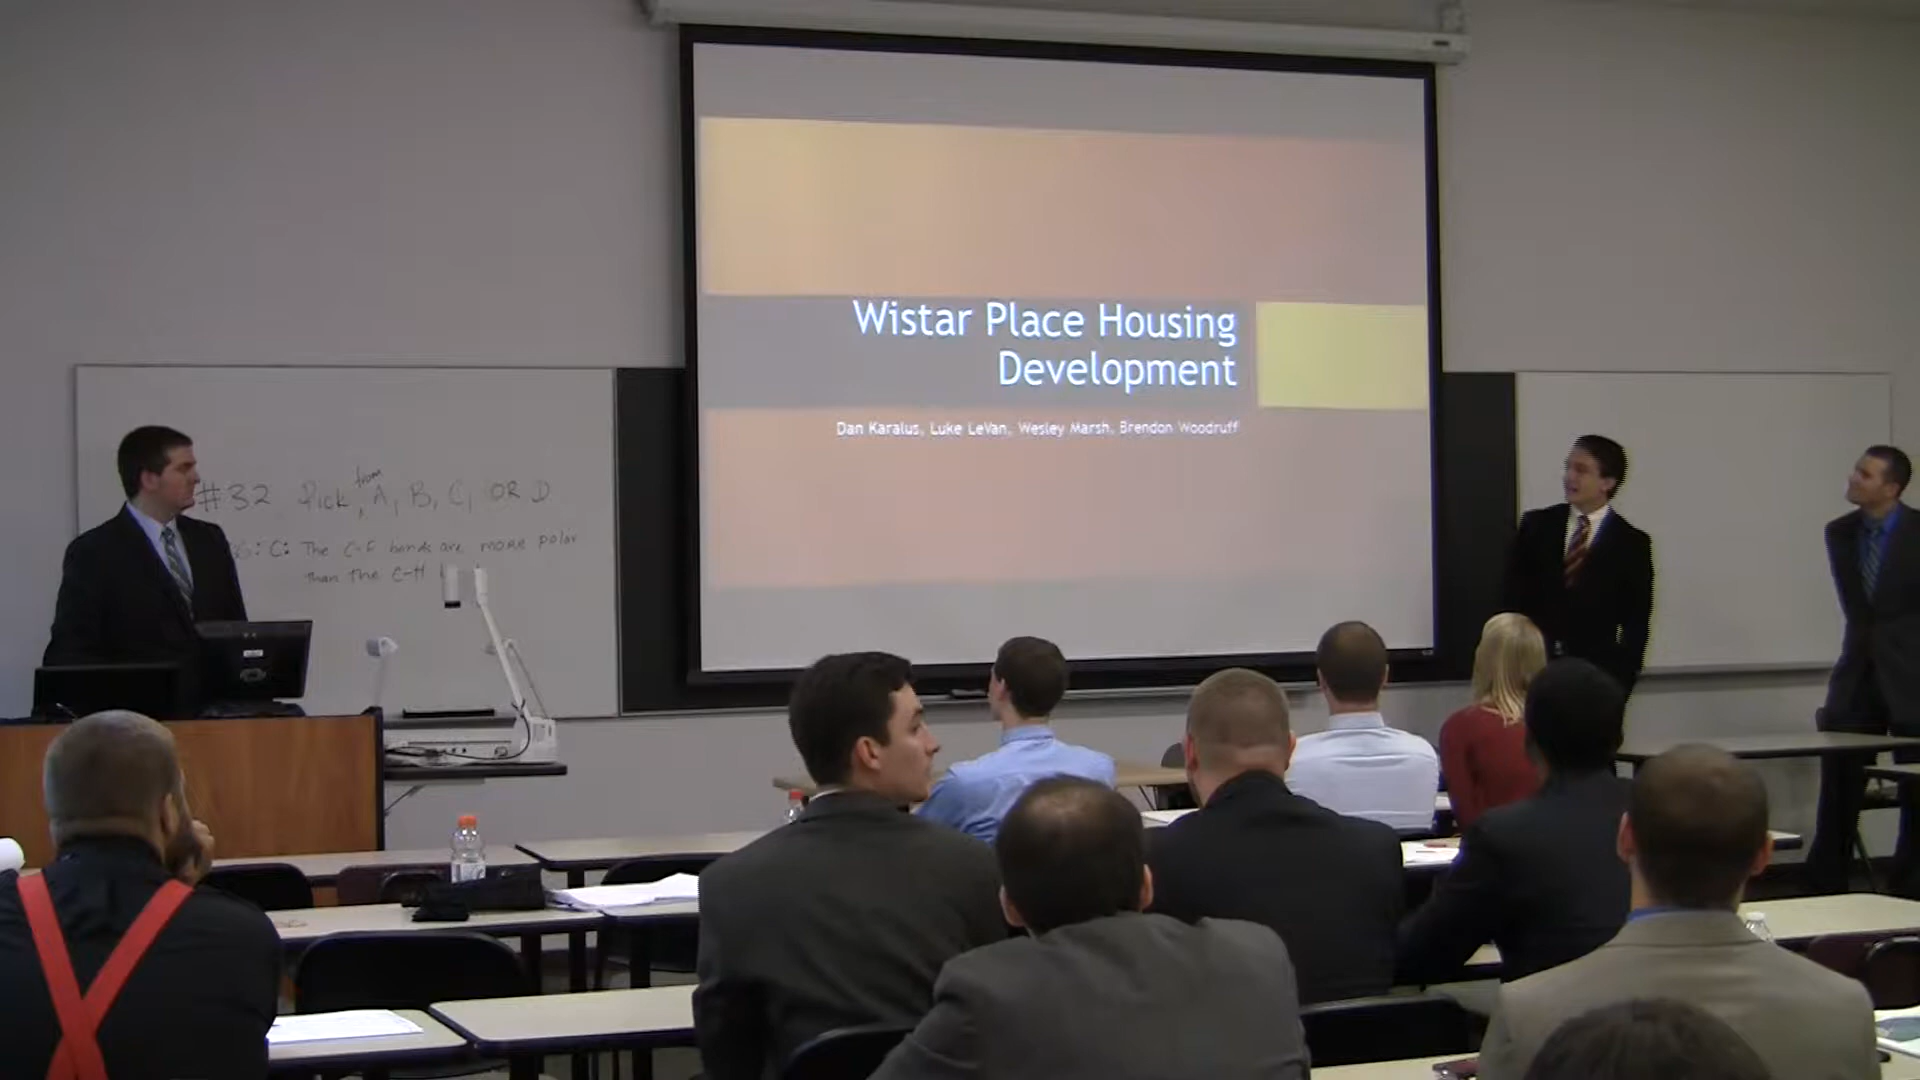 Wistar Place Housing
Development
Dan Karalus, Luke LeVan, Wesley Marsh, Brendon Woodruff
from
#32 Pick A, B, C, OR D
C: The C-F bonds are more polar
than the C-H